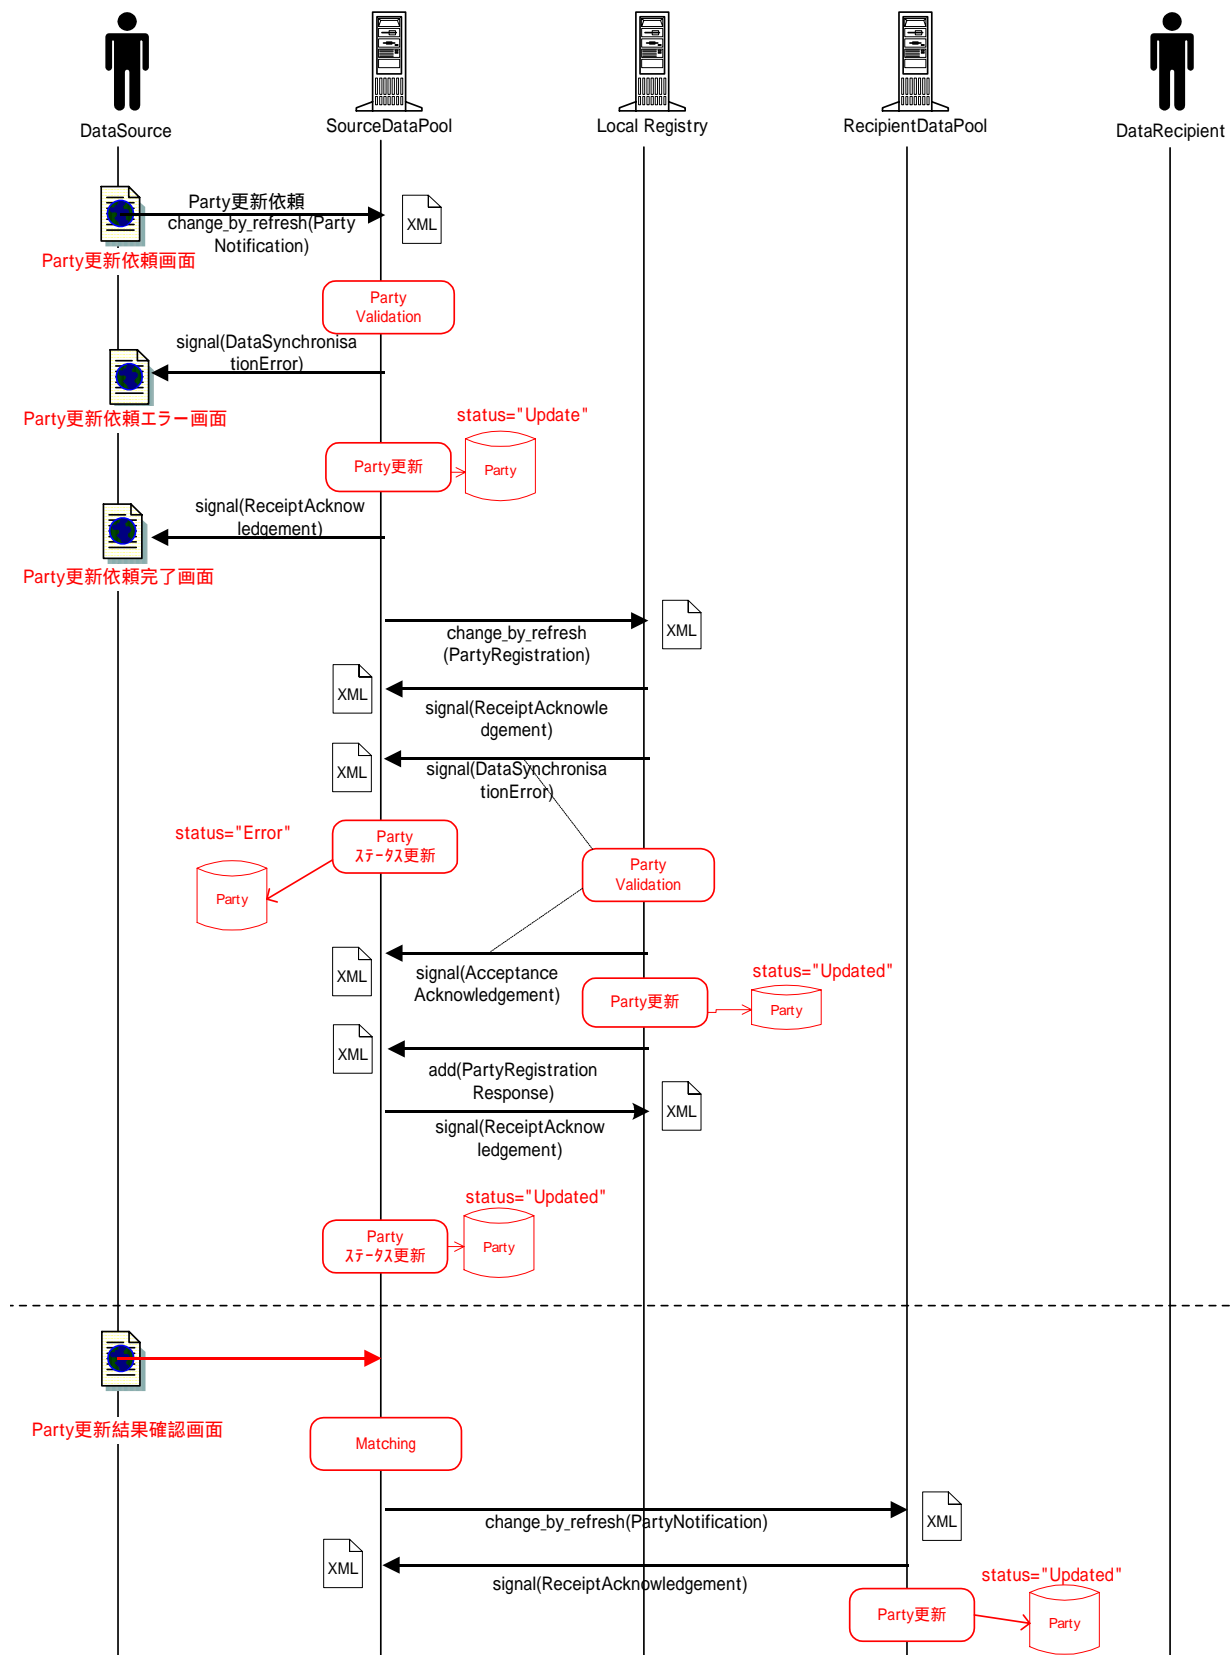 DataSource
SourceDataPool
Local Registry
RecipientDataPool
DataRecipient
Party更新依頼
change_by_refresh(Party
Notification)
XML
Party更新依頼画面
Party
Validation
signal(DataSynchronisa
tionError)
Party更新依頼エラー画面
status="Update"
Party更新
Party
signal(ReceiptAcknow
ledgement)
Party更新依頼完了画面
change_by_refresh
(PartyRegistration)
XML
XML
signal(ReceiptAcknowle
dgement)
XML
signal(DataSynchronisa
tionError)
status="Error"
Party
ｽﾃｰﾀｽ更新
Party
Party
Validation
XML
signal(Acceptance
Acknowledgement)
status="Updated"
Party更新
Party
XML
add(PartyRegistration
Response)
XML
signal(ReceiptAcknow
ledgement)
status="Updated"
Party
ｽﾃｰﾀｽ更新
Party
Party更新結果確認画面
Matching
change_by_refresh(PartyNotification)
XML
XML
signal(ReceiptAcknowledgement)
status="Updated"
Party更新
Party